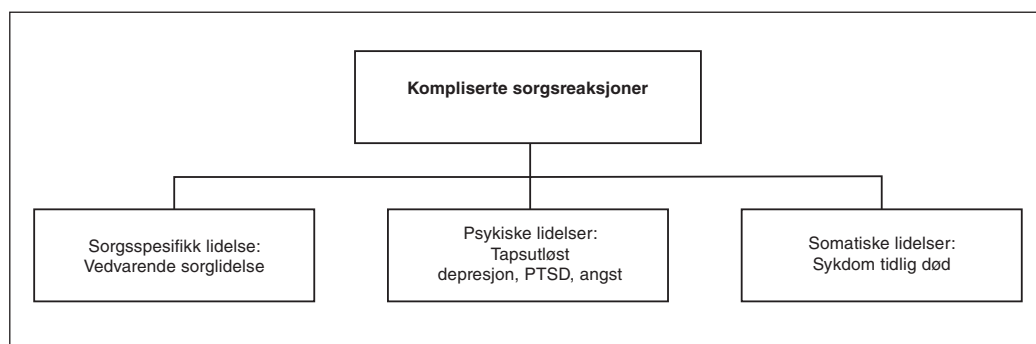 Kompliserte sorgsreaksjoner
Sorgsspesifikk lidelse:
Vedvarende sorglidelse
Psykiske lidelser:
Tapsutløst
depresjon, PTSD, angst
Somatiske lidelser:
Sykdom tidlig død